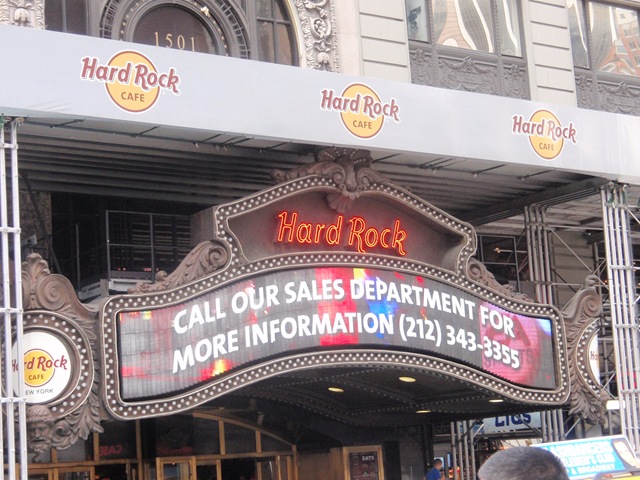 1501
Hard Rock
CAFE
Hard Rock
CAFE
Hard Rock
CAFE
Hard Rock
CALL OUR SALES DEPARTMENT FOR
MORE INFORMATION (212) 343-3355
Hard Rock
CAFE
NEW YORK